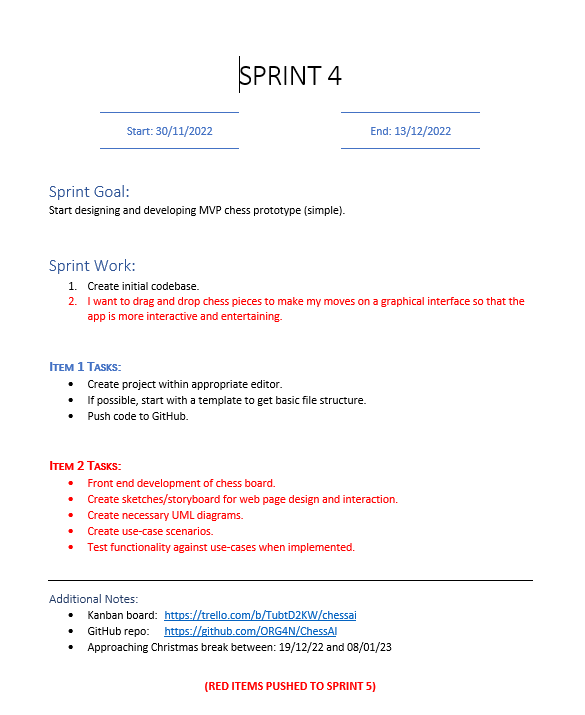 SPRINT 4
Start: 30/11/2022
End: 13/12/2022
Sprint Goal:
Start designing and developing MVP chess prototype (simple).
Sprint Work:
1. Create initial codebase.
2. I want to drag and drop chess pieces to make my moves on a graphical interface so that the
app is more interactive and entertaining.
ITEM 1 TASKS:
• Create project within appropriate editor.
• If possible, start with a template to get basic file structure.
• Push code to GitHub.
ITEM 2 TASKS:
• Front end development of chess board.
• Create sketches/storyboard for web page design and interaction.
• Create necessary UML diagrams.
• Create use-case scenarios.
• Test functionality against use-cases when implemented.
Additional Notes:
• Kanban board: https://trello.com/b/TubtD2KW/chessai
• GitHub repo: https://github.com/ORG4N/ChessAI
• Approaching Christmas break between: 19/12/22 and 08/01/23
(RED ITEMS PUSHED TO SPRINT 5)